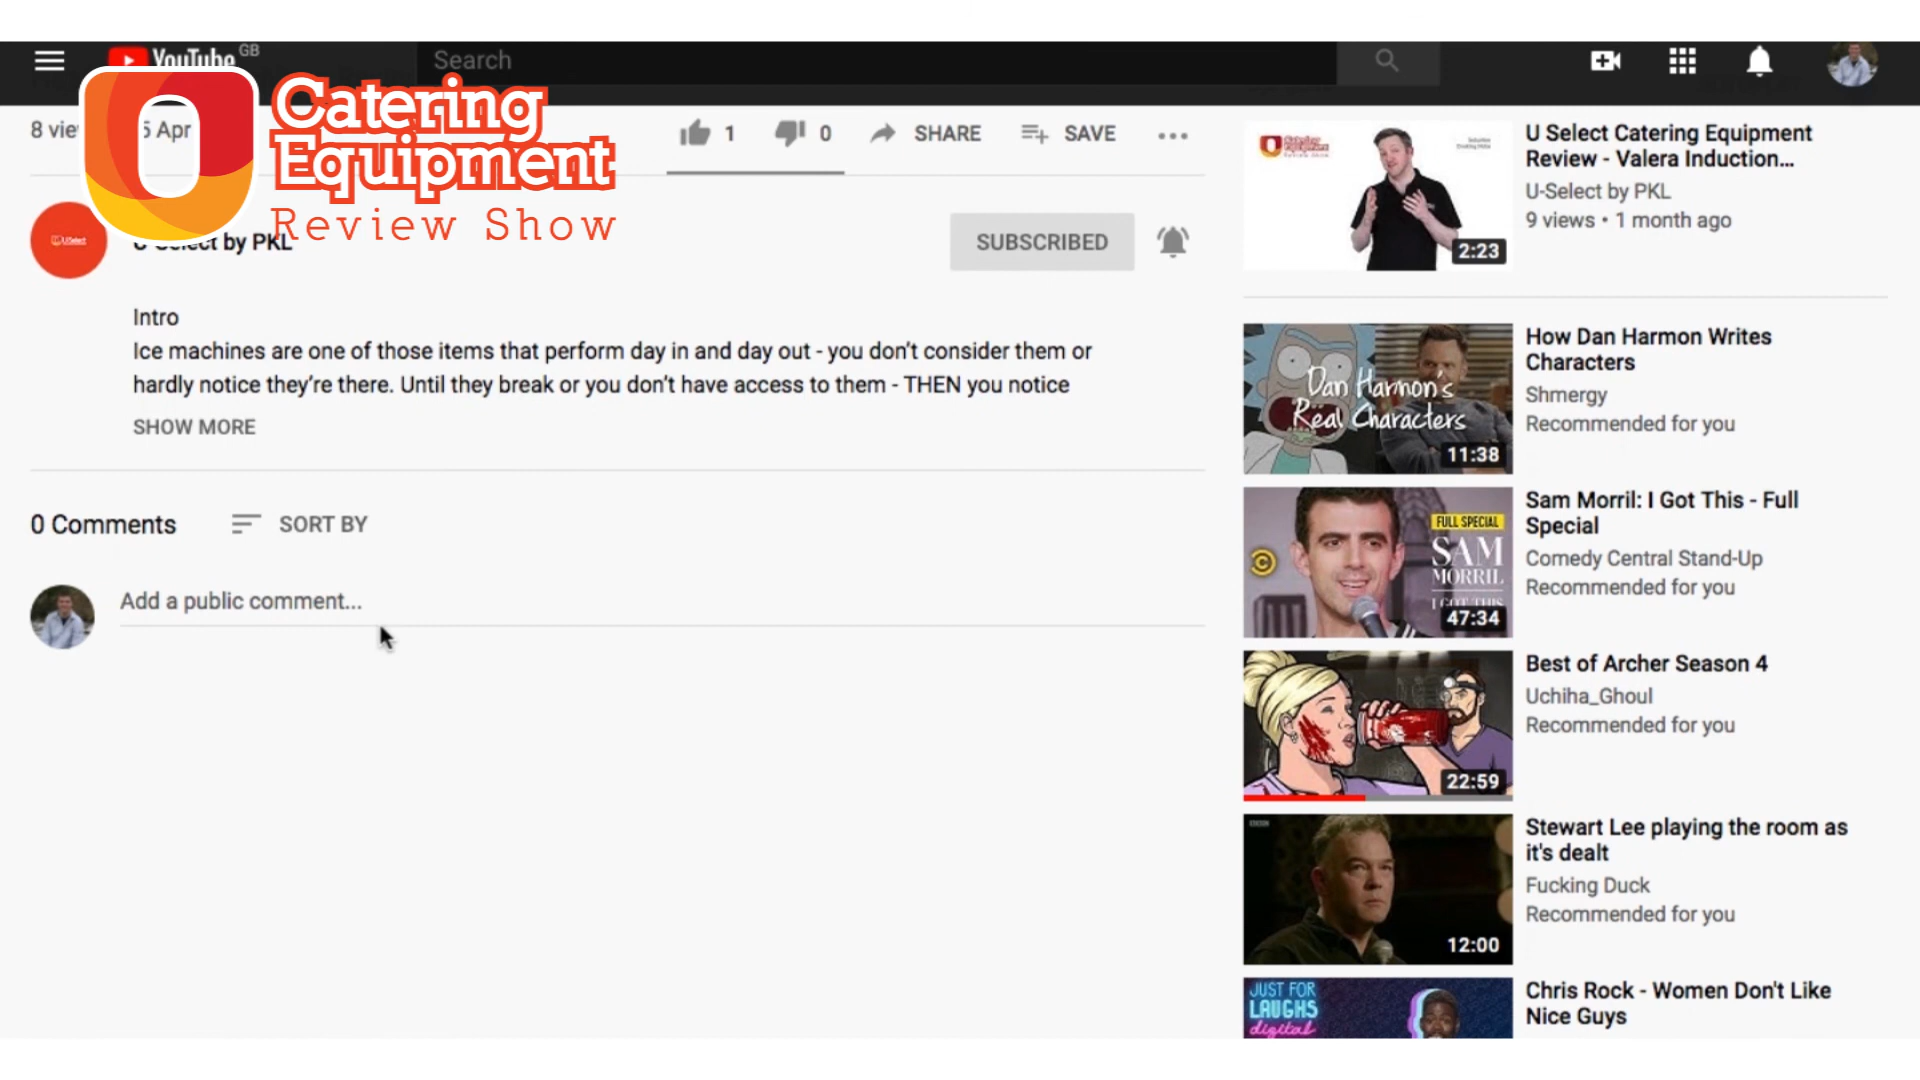 YouTube GB
Search
Catering
Equipment
Review Show
8 vie
5 Apr
1
0
SHARE
SAVE
U-Select by PKL
SUBSCRIBED
Intro
Ice machines are one of those items that perform day in and day out - you don’t consider them or
hardly notice they’re there. Until they break or you don’t have access to them - THEN you notice
SHOW MORE
0 Comments
SORT BY
Add a public comment...
2:23
U Select Catering Equipment
Review - Valera Induction...
U-Select by PKL
9 views • 1 month ago
Dan Harmon's
Real Characters
11:38
How Dan Harmon Writes
Characters
Shmergy
Recommended for you
FULL SPECIAL
SAM
MORRIL
I GOT THIS
47:34
Sam Morril: I Got This - Full
Special
Comedy Central Stand-Up
Recommended for you
22:59
Best of Archer Season 4
Uchiha_Ghoul
Recommended for you
12:00
Stewart Lee playing the room as
it's dealt
Fucking Duck
Recommended for you
JUST FOR
LAUGHS
digital
Chris Rock - Women Don't Like
Nice Guys